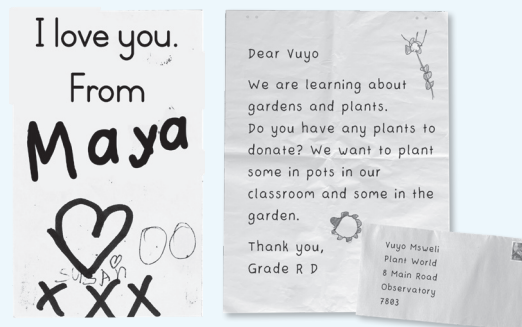 I love you.
From
Maya
SUSAN
Dear Vuyo
We are learning about
gardens and plants.
Do you have any plants to
donate? We want to plant
some in pots in our
classroom and some in the
garden.
Thank you,
Grade R D
Vuyo Msweli
Plant World
8 Main Road
Observatory
7803